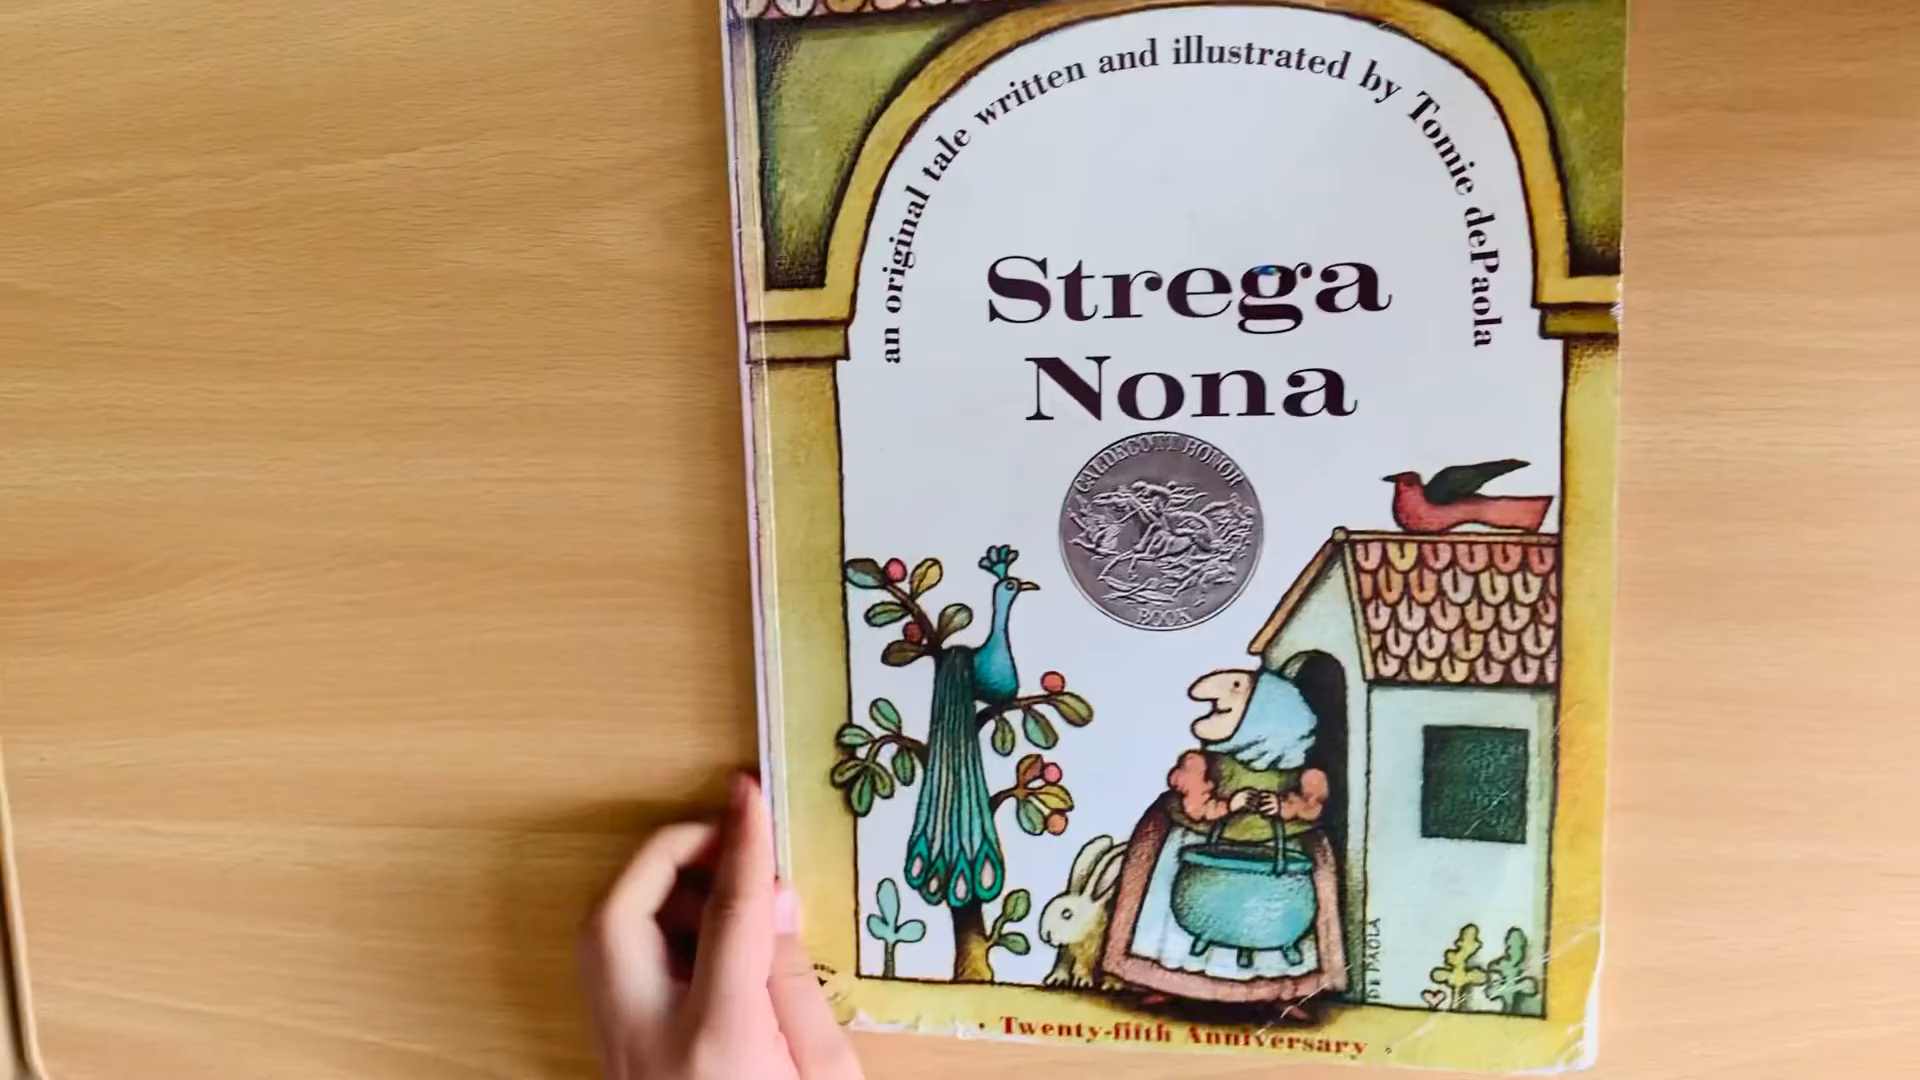 an original tale written and illustrated by Tomie dePaola
Strega
Nona
CALDECOTT HONOR
BOOK
DE PAOLA
· Twenty-fifth Anniversary ·